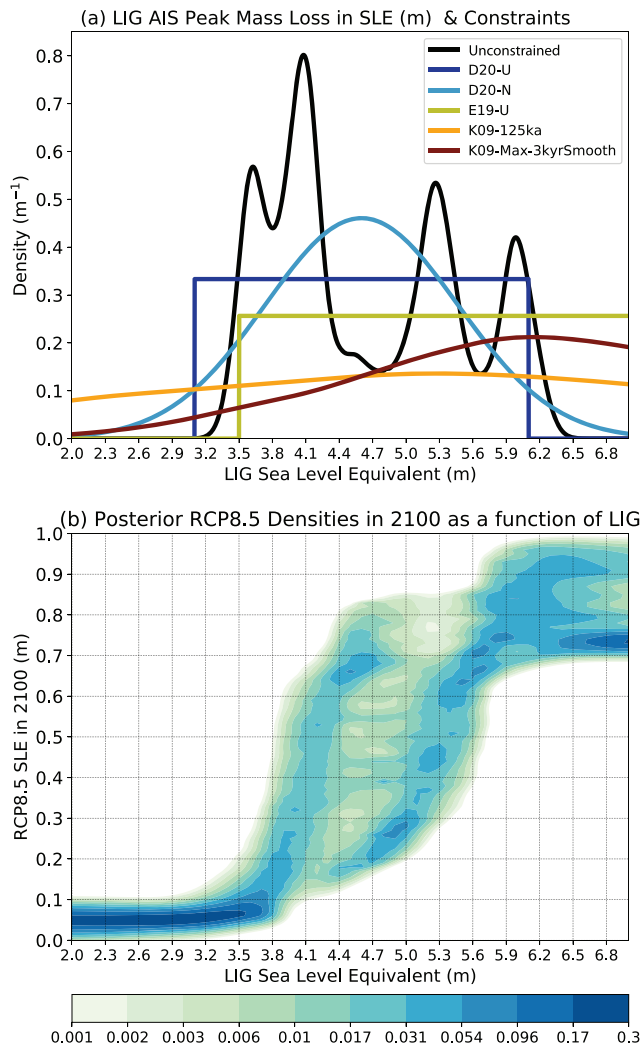 (a) LIG AIS Peak Mass Loss in SLE (m) & Constraints
Unconstrained
D20-U
D20-N
E19-U
K09-125ka
K09-Max-3kyrSmooth
Density (m⁻¹)
0.8
0.7
0.6
0.5
0.4
0.3
0.2
0.1
0.0
2.0 2.3 2.6 2.9 3.2 3.5 3.8 4.1 4.4 4.7 5.0 5.3 5.6 5.9 6.2 6.5 6.8
LIG Sea Level Equivalent (m)
(b) Posterior RCP8.5 Densities in 2100 as a function of LIG
RCP8.5 SLE in 2100 (m)
1.0
0.9
0.8
0.7
0.6
0.5
0.4
0.3
0.2
0.1
0.0
2.0 2.3 2.6 2.9 3.2 3.5 3.8 4.1 4.4 4.7 5.0 5.3 5.6 5.9 6.2 6.5 6.8
LIG Sea Level Equivalent (m)
0.001 0.002 0.003 0.006 0.01 0.017 0.031 0.054 0.096 0.17 0.3